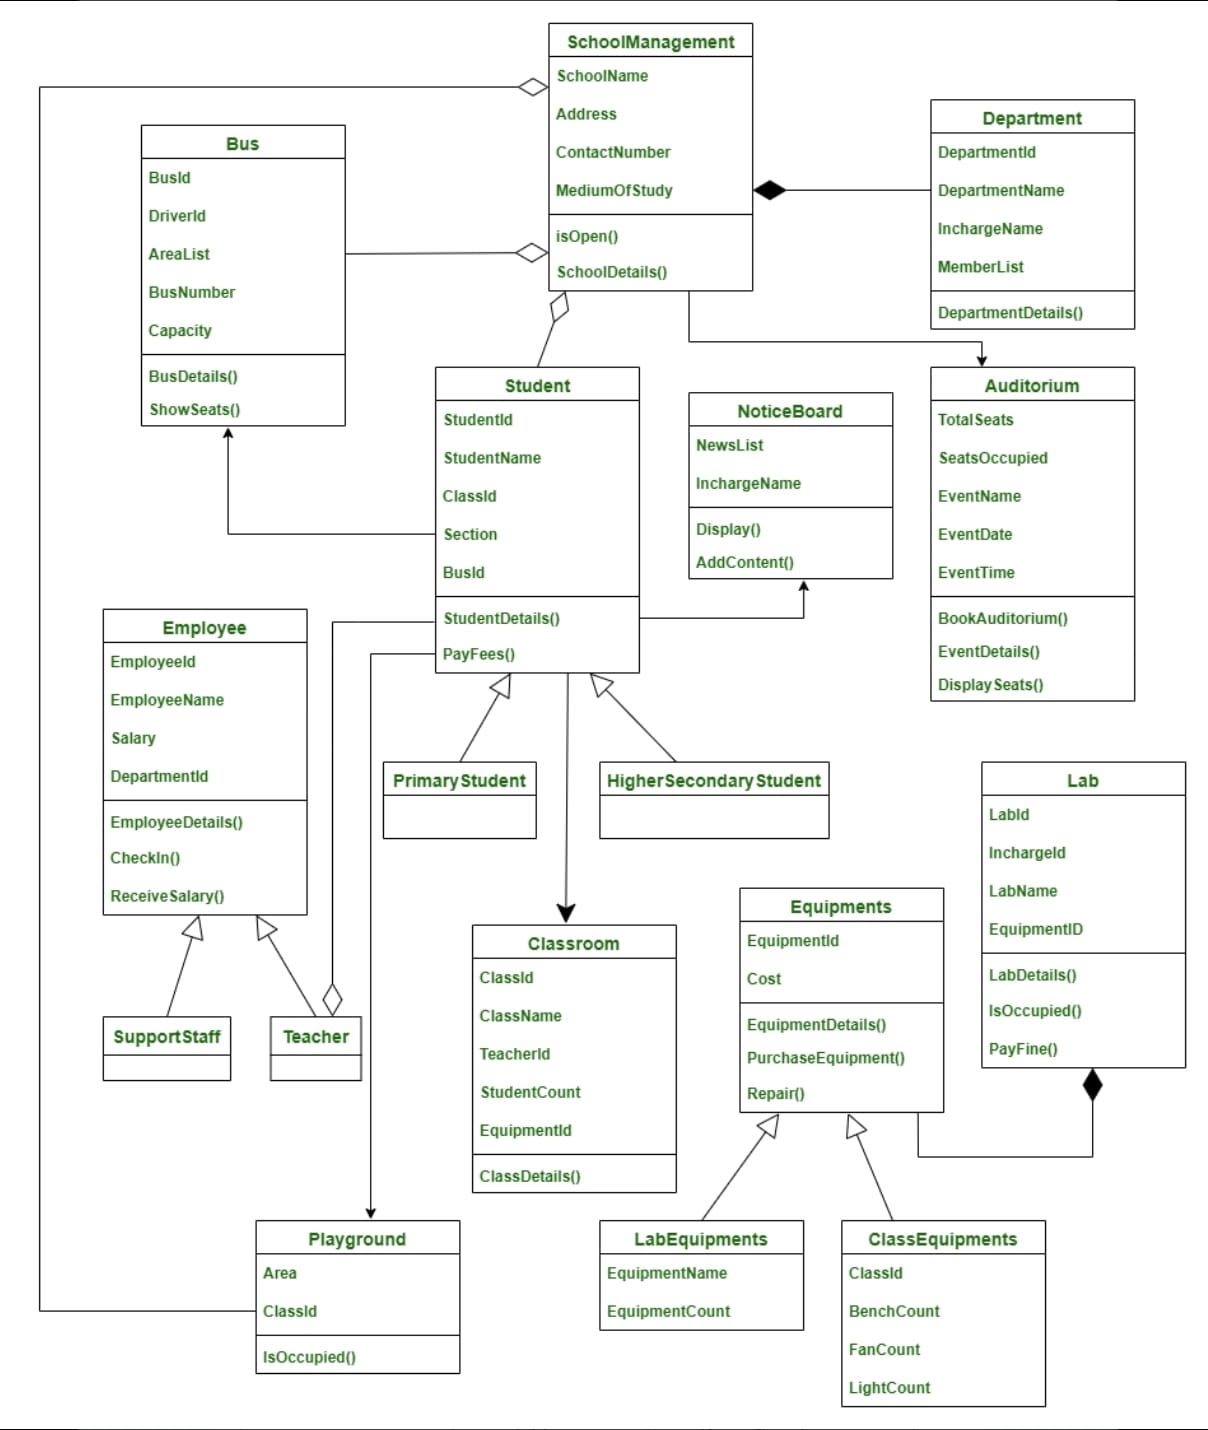 SchoolManagement
SchoolName
Address
ContactNumber
MediumOfStudy
isOpen()
SchoolDetails()
Department
DepartmentId
DepartmentName
InchargeName
MemberList
DepartmentDetails()
Bus
BusId
DriverId
AreaList
BusNumber
Capacity
BusDetails()
ShowSeats()
Student
StudentId
StudentName
ClassId
Section
BusId
StudentDetails()
PayFees()
NoticeBoard
NewsList
InchargeName
Display()
AddContent()
Auditorium
TotalSeats
SeatsOccupied
EventName
EventDate
EventTime
BookAuditorium()
EventDetails()
DisplaySeats()
Employee
EmployeeId
EmployeeName
Salary
DepartmentId
EmployeeDetails()
CheckIn()
ReceiveSalary()
PrimaryStudent
HigherSecondaryStudent
Lab
LabId
InchargeId
LabName
EquipmentID
LabDetails()
IsOccupied()
PayFine()
Equipments
EquipmentId
Cost
EquipmentDetails()
PurchaseEquipment()
Repair()
Classroom
ClassId
ClassName
TeacherId
StudentCount
EquipmentId
ClassDetails()
SupportStaff
Teacher
Playground
Area
ClassId
IsOccupied()
LabEquipments
EquipmentName
EquipmentCount
ClassEquipments
ClassId
BenchCount
FanCount
LightCount